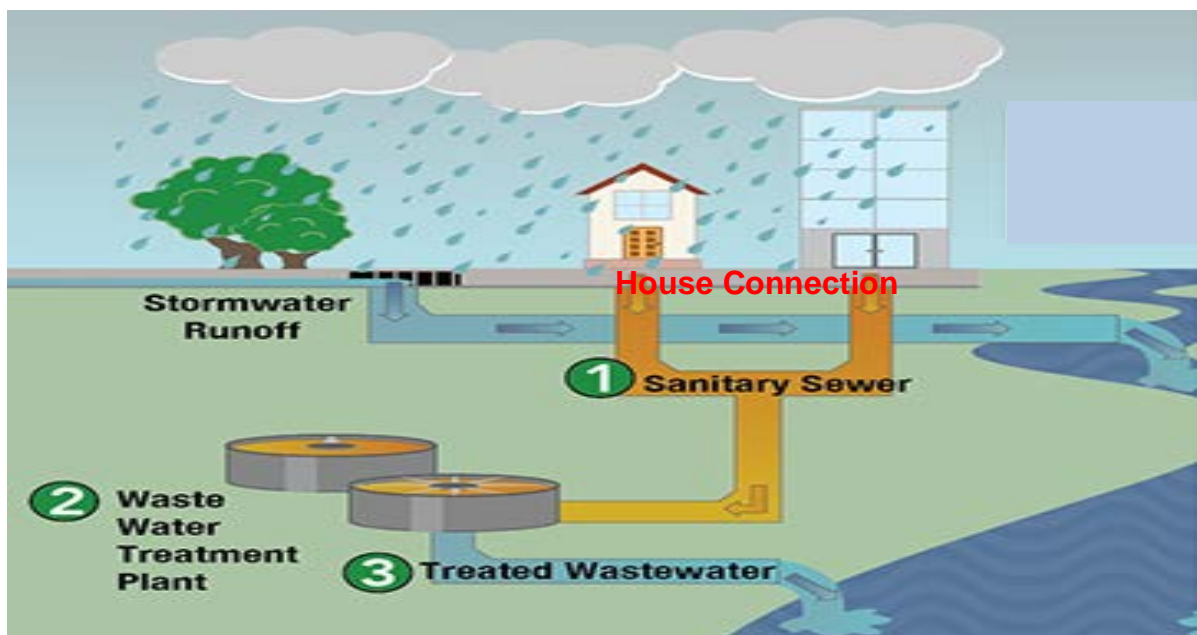 House Connection
Stormwater
Runoff
1 Sanitary Sewer
2 Waste
Water
Treatment
Plant
3 Treated Wastewater